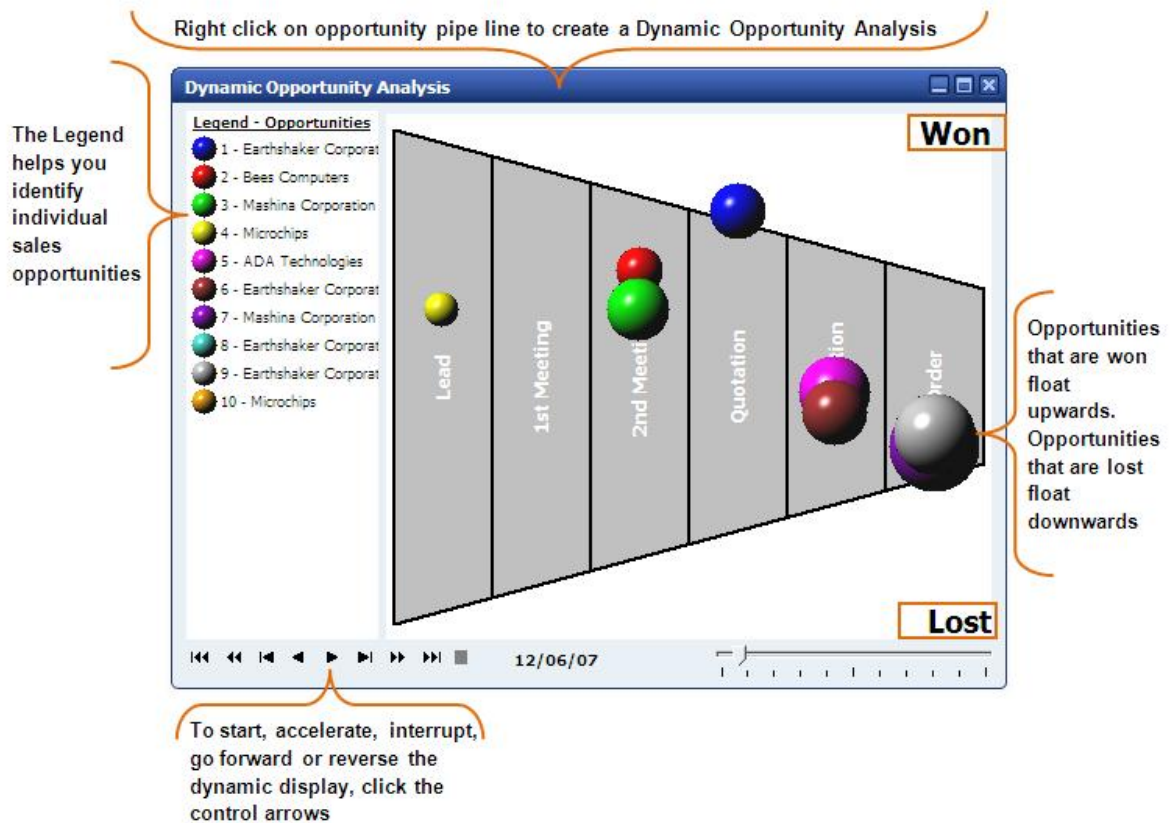 Right click on opportunity pipe line to create a Dynamic Opportunity Analysis
Dynamic Opportunity Analysis
The Legend
helps you
identify
individual
sales
opportunities
Legend - Opportunities
1 - Earthshaker Corporat
2 - Bees Computers
3 - Mashina Corporation
4 - Microchips
5 - ADA Technologies
6 - Earthshaker Corporat
7 - Mashina Corporation
8 - Earthshaker Corporat
9 - Earthshaker Corporat
10 - Microchips
Won
Lead
1st Meeting
2nd Meeti
Quotation
tion
order
Lost
Opportunities
that are won
float
upwards.
Opportunities
that are lost
float
downwards
12/06/07
To start, accelerate, interrupt,
go forward or reverse the
dynamic display, click the
control arrows